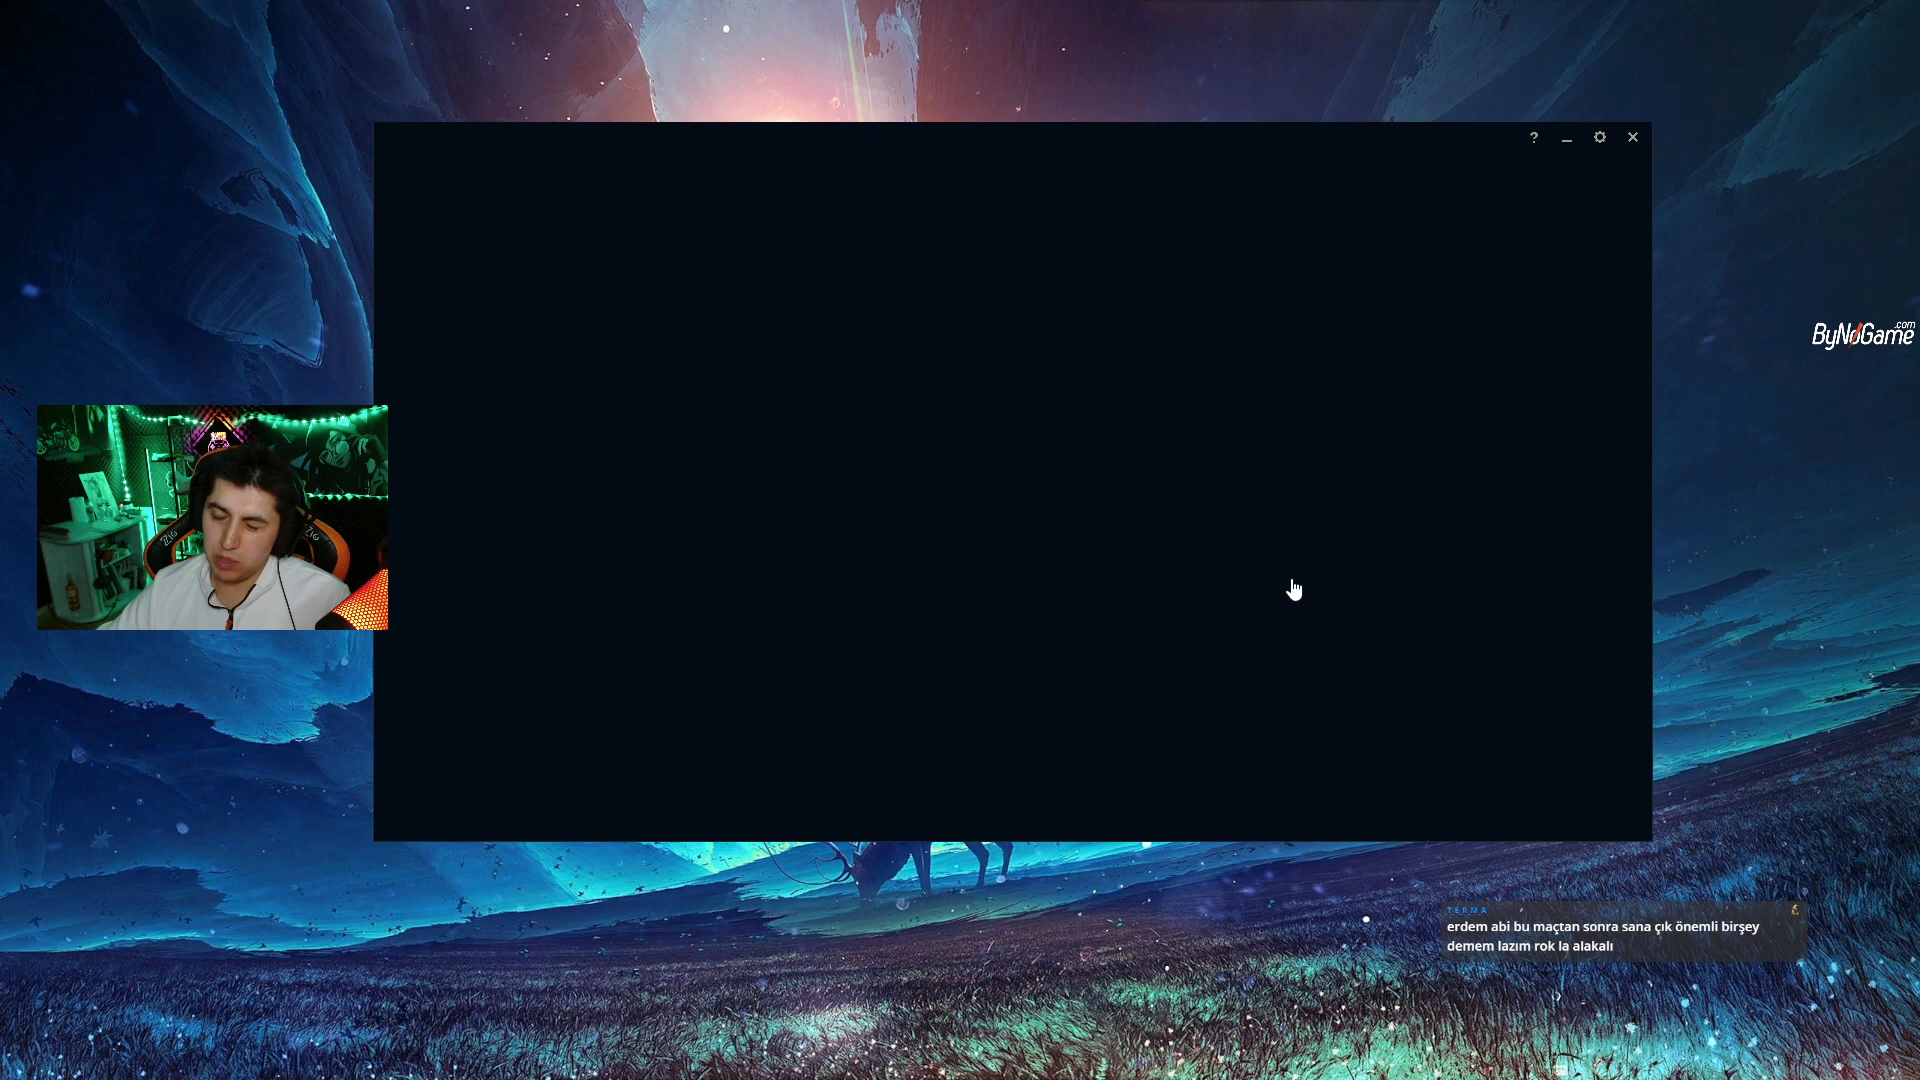 ByNoGame
.com
TERMA
erdem abi bu maçtan sonra sana çık önemli birşey
demem lazım rok la alakalı